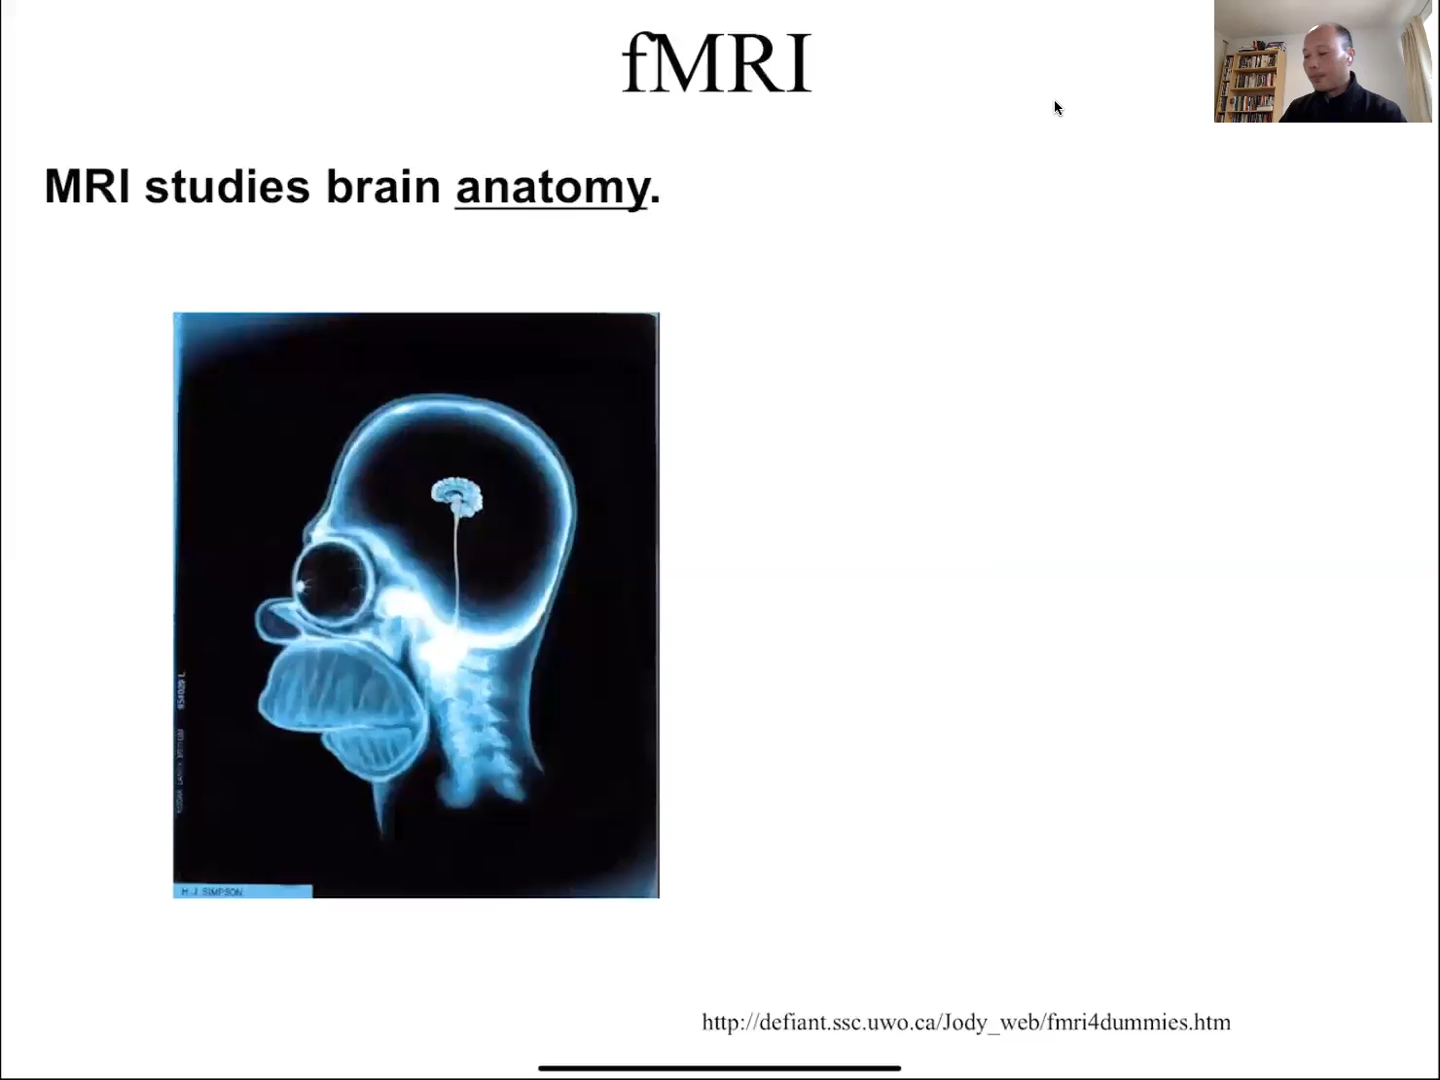 fMRI
MRI studies brain anatomy.
H J SIMPSON
http://defiant.ssc.uwo.ca/Jody_web/fmri4dummies.htm